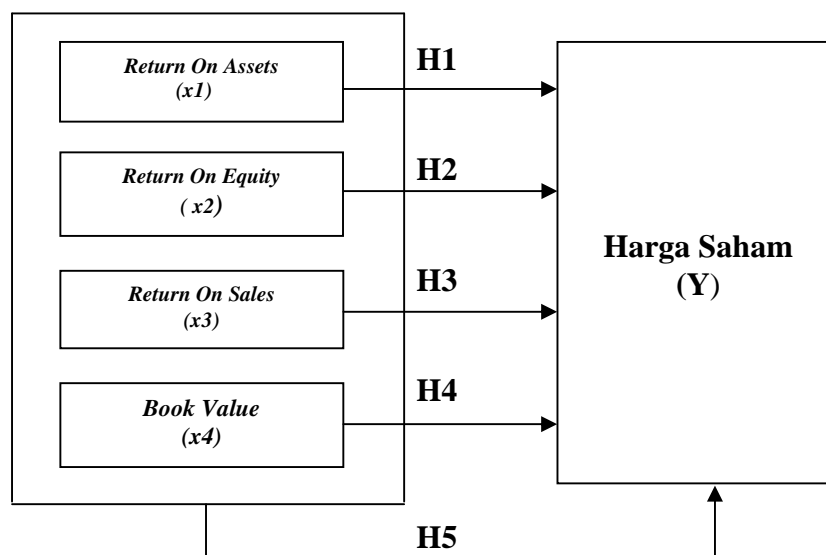 Return On Assets
(x1)
H1
Return On Equity
( x2)
H2
Return On Sales
(x3)
H3
Book Value
(x4)
H4
Harga Saham
(Y)
H5